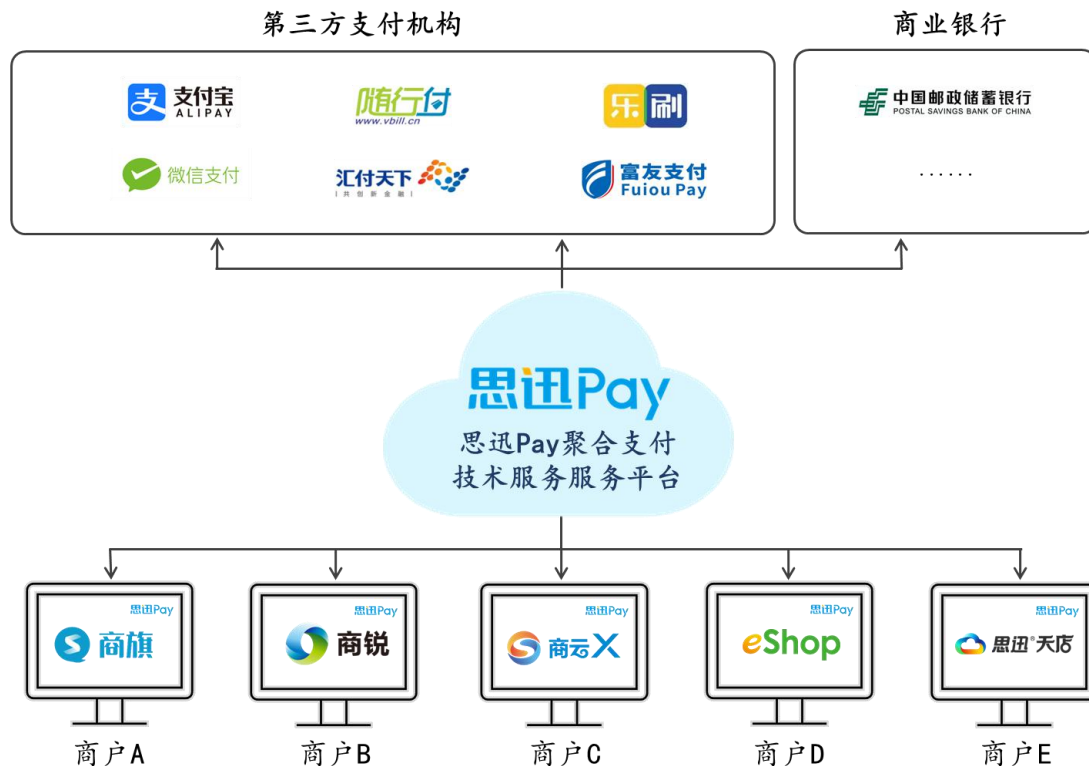 第三方支付机构
商业银行
支付宝
ALIPAY
随行付
www.vbill.cn
乐刷
中国邮政储蓄银行
POSTAL SAVINGS BANK OF CHINA
微信支付
汇付天下
|共创新金融|
富友支付
Fuiou Pay
......
思迅Pay
思迅Pay聚合支付
技术服务服务平台
思迅Pay
商旗
思迅Pay
商锐
思迅Pay
商云X
思迅Pay
eShop
思迅Pay
思迅®天店
商户A
商户B
商户C
商户D
商户E